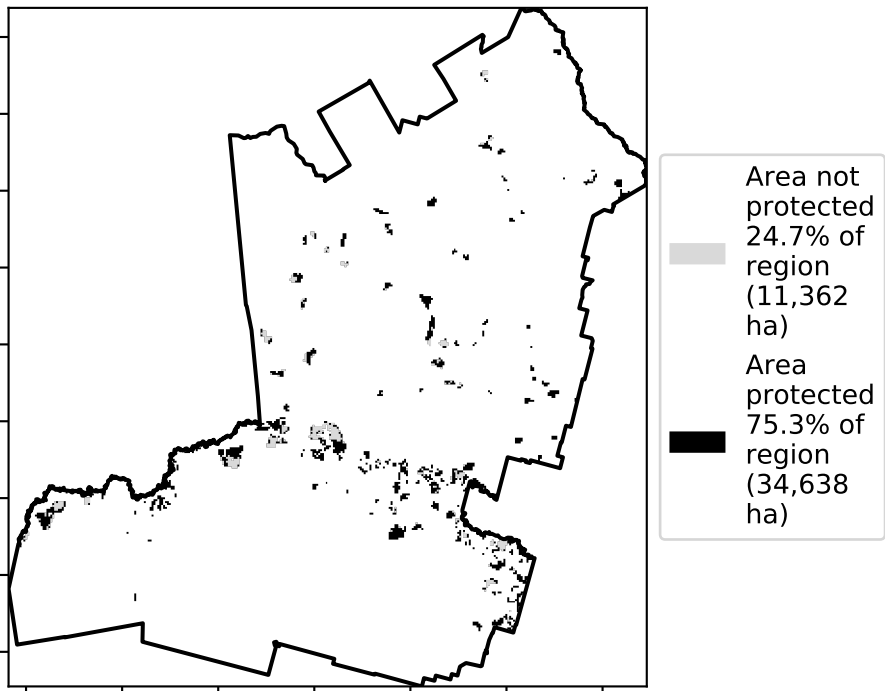 Area not
protected
24.7% of
region
(11,362
ha)
Area
protected
75.3% of
region
(34,638
ha)